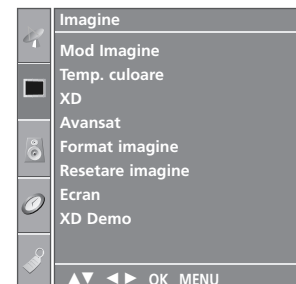 Imagine
Mod Imagine
Temp. culoare
XD
Avansat
Format imagine
Resetare imagine
Ecran
XD Demo
▲▼ ◄► OK MENU